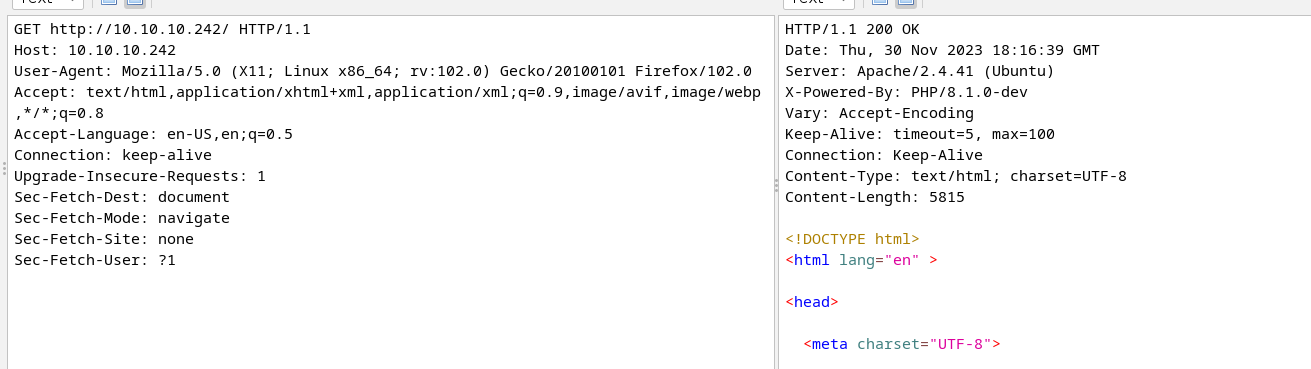 GET http://10.10.10.242/ HTTP/1.1
Host: 10.10.10.242
User-Agent: Mozilla/5.0 (X11; Linux x86_64; rv:102.0) Gecko/20100101 Firefox/102.0
Accept: text/html,application/xhtml+xml,application/xml;q=0.9,image/avif,image/webp
,*/*;q=0.8
Accept-Language: en-US,en;q=0.5
Connection: keep-alive
Upgrade-Insecure-Requests: 1
Sec-Fetch-Dest: document
Sec-Fetch-Mode: navigate
Sec-Fetch-Site: none
Sec-Fetch-User: ?1
HTTP/1.1 200 OK
Date: Thu, 30 Nov 2023 18:16:39 GMT
Server: Apache/2.4.41 (Ubuntu)
X-Powered-By: PHP/8.1.0-dev
Vary: Accept-Encoding
Keep-Alive: timeout=5, max=100
Connection: Keep-Alive
Content-Type: text/html; charset=UTF-8
Content-Length: 5815
<!DOCTYPE html>
<html lang="en" >
<head>
<meta charset="UTF-8">